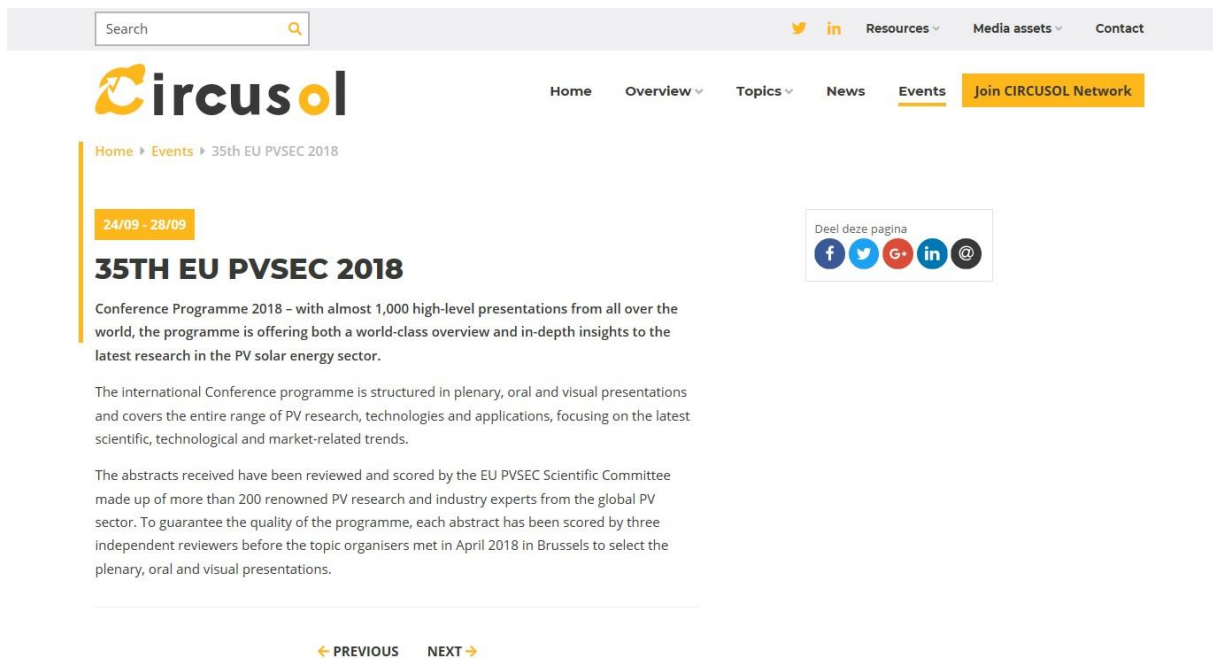 Search
Resources
Media assets
Contact
Circusol
Home
Overview
Topics
News
Events
Join CIRCUSOL Network
Home Events 35th EU PVSEC 2018
24/09 - 28/09
Deel deze pagina
35TH EU PVSEC 2018
Conference Programme 2018 – with almost 1,000 high-level presentations from all over the
world, the programme is offering both a world-class overview and in-depth insights to the
latest research in the PV solar energy sector.
The international Conference programme is structured in plenary, oral and visual presentations
and covers the entire range of PV research, technologies and applications, focusing on the latest
scientific, technological and market-related trends.
The abstracts received have been reviewed and scored by the EU PVSEC Scientific Committee
made up of more than 200 renowned PV research and industry experts from the global PV
sector. To guarantee the quality of the programme, each abstract has been scored by three
independent reviewers before the topic organisers met in April 2018 in Brussels to select the
plenary, oral and visual presentations.
PREVIOUS NEXT